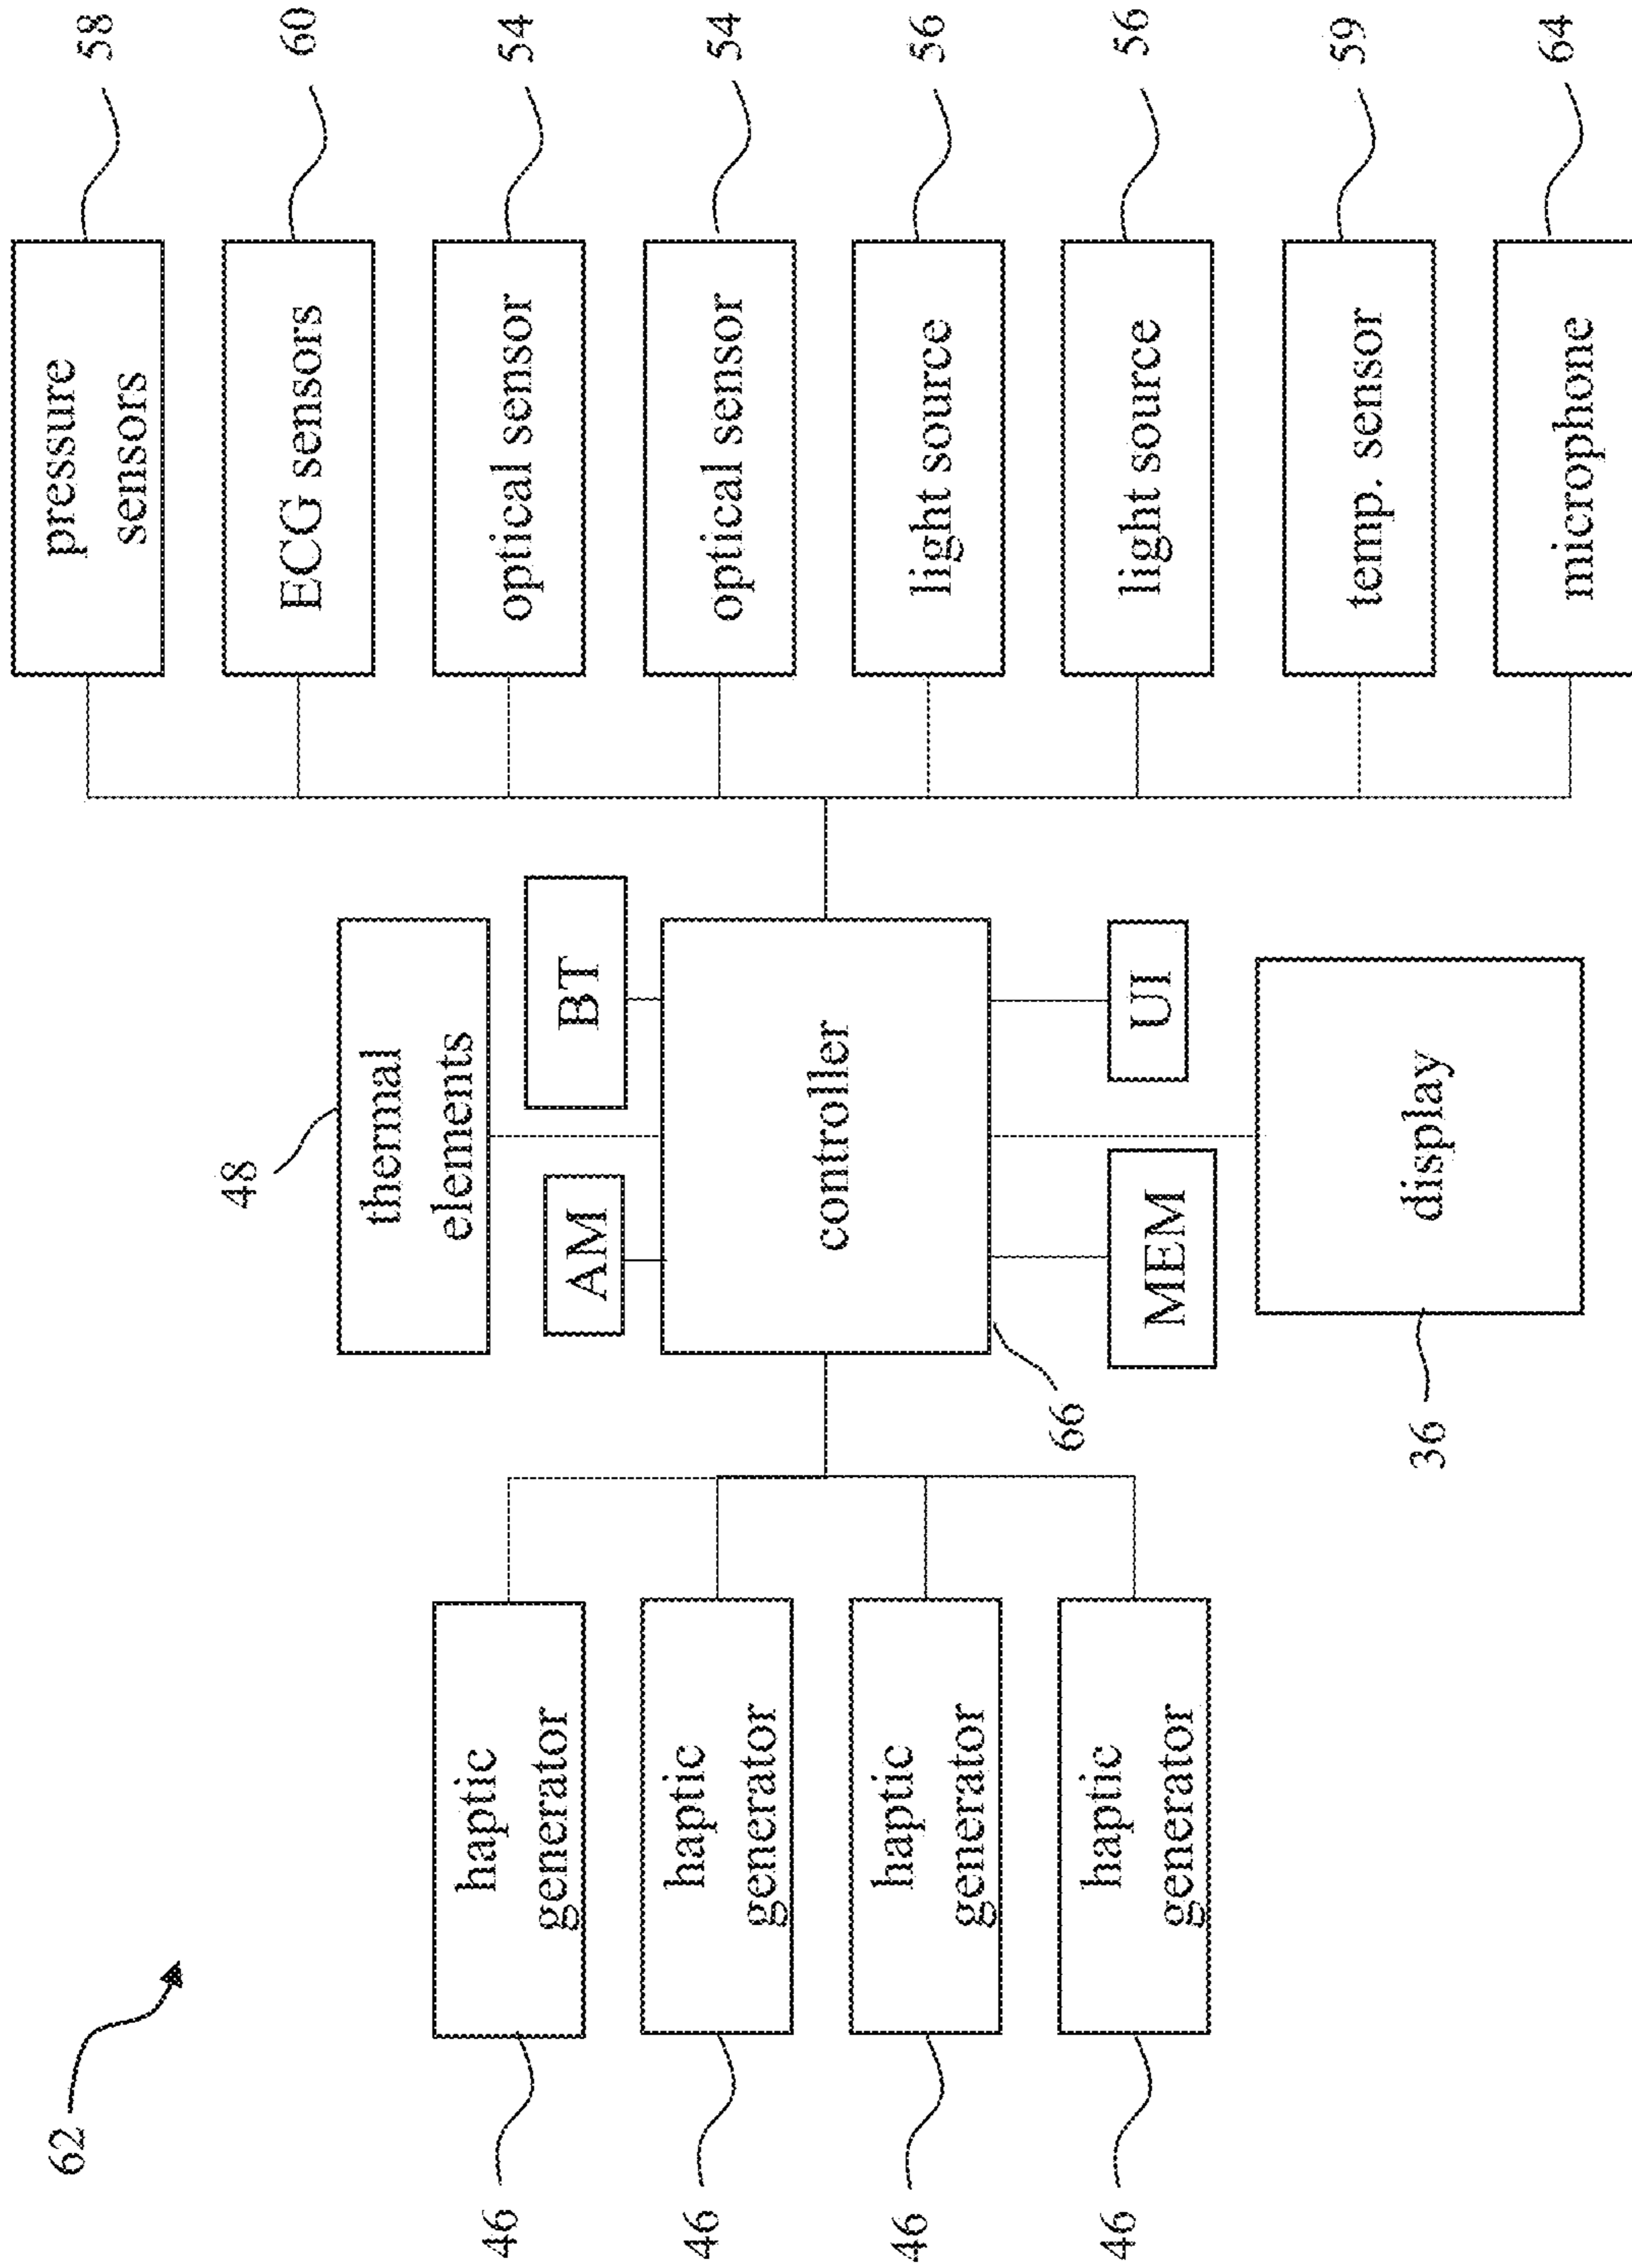 62
46
haptic
generator
46
haptic
generator
46
haptic
generator
46
haptic
generator
48
thermal
elements
AM
BT
controller
66
MEM
UI
display
36
pressure
sensors
58
ECG sensors
60
optical sensor
54
optical sensor
54
light source
56
light source
56
temp. sensor
59
microphone
64